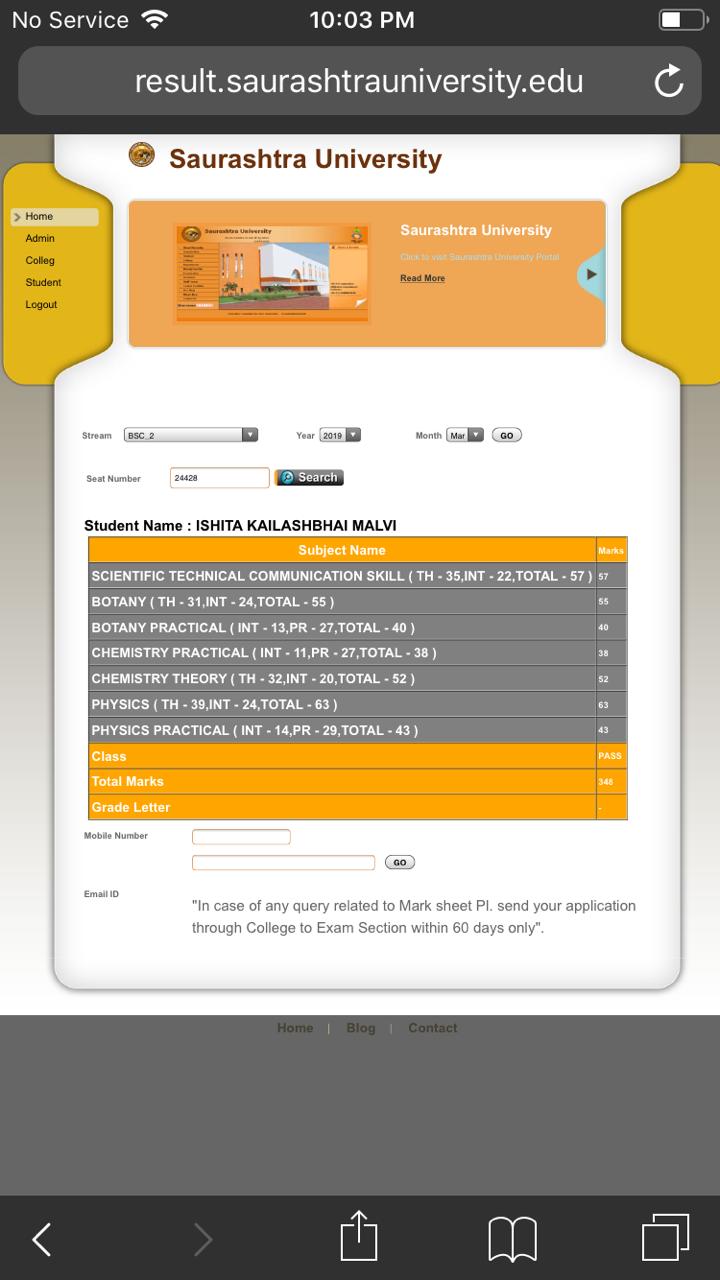 No Service 10:03 PM
result.saurashtrauniversity.edu
Saurashtra University
Home
Admin
Colleg
Student
Logout
Saurashtra University
Saurashtra University
Click to visit Saurashtra University Portal
Read More
Stream BSC_2 Year 2019 Month Mar GO
Seat Number 24428 Search
Student Name : ISHITA KAILASHBHAI MALVI
Subject Name Marks
SCIENTIFIC TECHNICAL COMMUNICATION SKILL ( TH - 35,INT - 22,TOTAL - 57 ) 57
BOTANY ( TH - 31,INT - 24,TOTAL - 55 ) 55
BOTANY PRACTICAL ( INT - 13,PR - 27,TOTAL - 40 ) 40
CHEMISTRY PRACTICAL ( INT - 11,PR - 27,TOTAL - 38 ) 38
CHEMISTRY THEORY ( TH - 32,INT - 20,TOTAL - 52 ) 52
PHYSICS ( TH - 39,INT - 24,TOTAL - 63 ) 63
PHYSICS PRACTICAL ( INT - 14,PR - 29,TOTAL - 43 ) 43
Class PASS
Total Marks 348
Grade Letter -
Mobile Number
GO
Email ID
"In case of any query related to Mark sheet Pl. send your application
through College to Exam Section within 60 days only".
Home | Blog | Contact